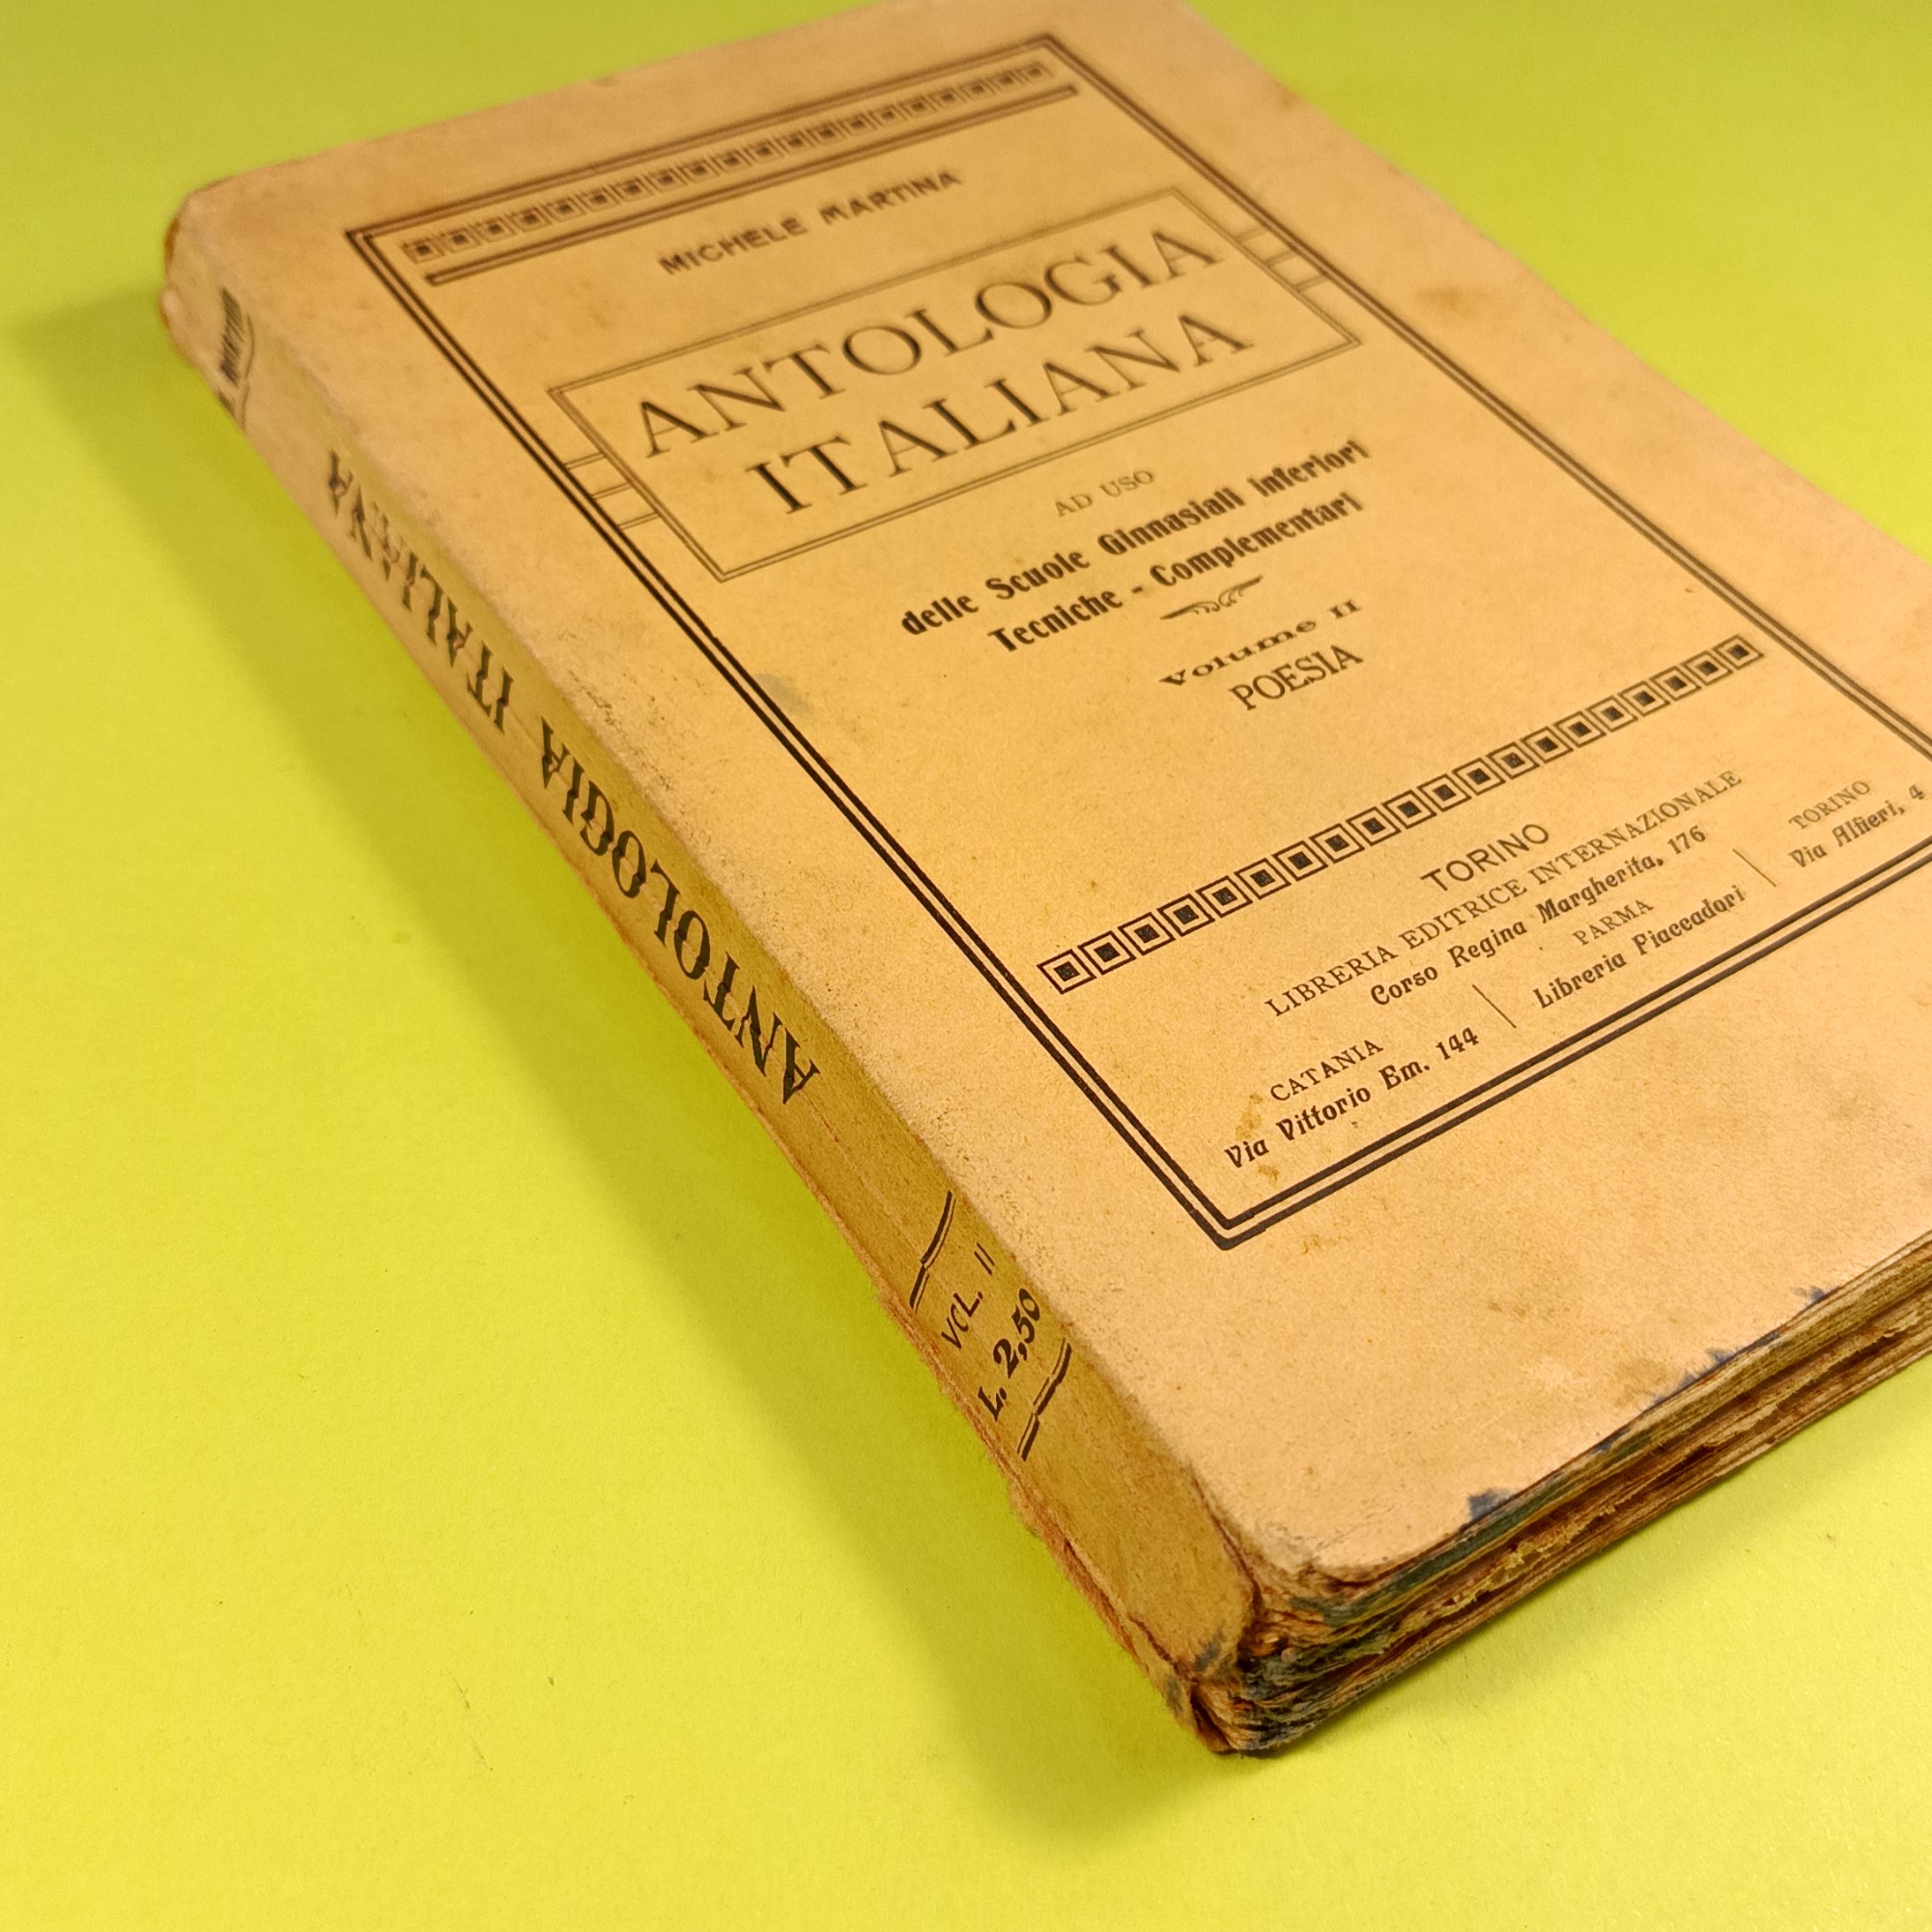 MICHELE MARTINA
ANTOLOGIA
ITALIANA
AD USO
delle Scuole Ginnasiali inferiori
Tecniche - Complementari
Volume II
POESIA
TORINO
LIBRERIA EDITRICE INTERNAZIONALE
Corso Regina Margherita, 176
CATANIA
Via Vittorio Em. 144
PARMA
Libreria Fiaccadori
TORINO
Via Alfieri, 4
ANTOLOGIA ITALIANA
VOL. II
L. 2,50